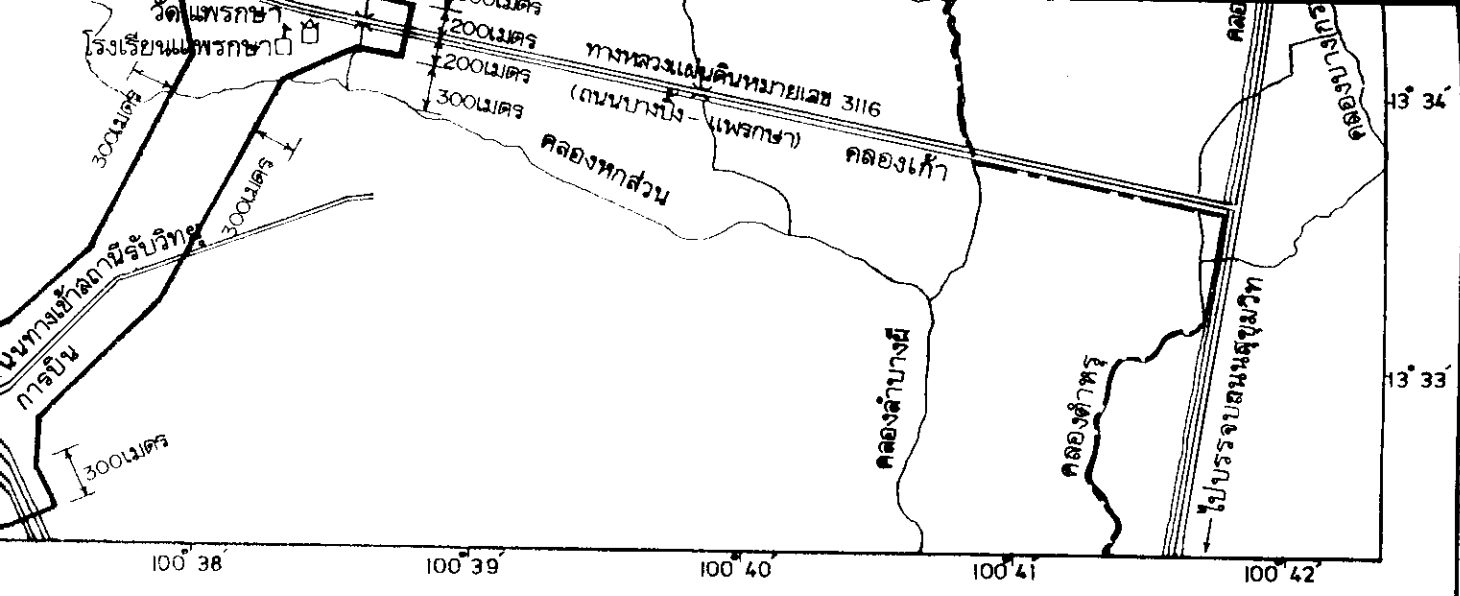 วัดแพรกษา
โรงเรียนแพรกษา
200เมตร
200เมตร
300เมตร
ทางหลวงแผ่นดินหมายเลข 3116
(ถนนบางปิ้ง - แพรกษา)
คลองเก้า
คลองหกส่วน
300เมตร
300เมตร
ทางเข้าสถานีรับวิทยุ
การบิน
300เมตร
คลองลำบางผี
คลองตำหรุ
ไปบรรจบถนนสุขุมวิท
13° 34′
13° 33′
100° 38′
100° 39′
100° 40′
100° 41′
100° 42′